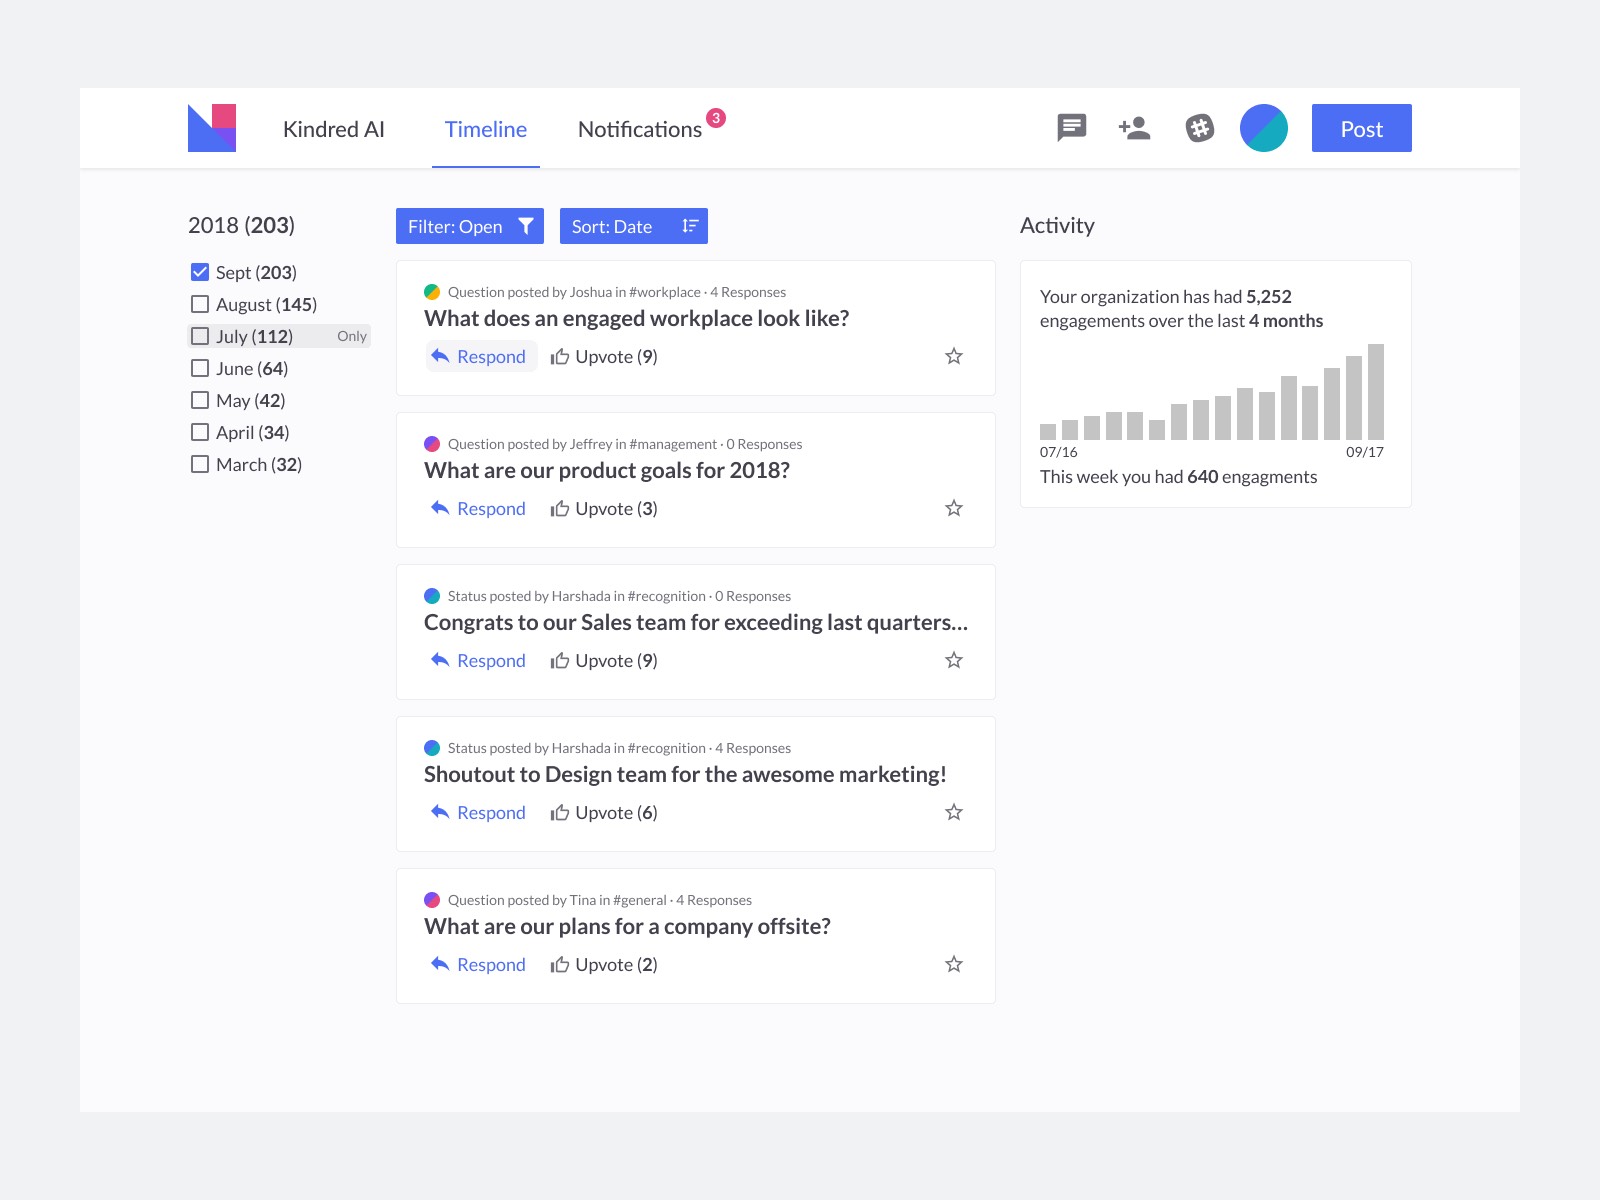 Kindred AI
Timeline
Notifications
3
Post
2018 (203)
Sept (203)
August (145)
July (112)
Only
June (64)
May (42)
April (34)
March (32)
Filter: Open
Sort: Date
Question posted by Joshua in #workplace · 4 Responses
What does an engaged workplace look like?
Respond
Upvote (9)
Question posted by Jeffrey in #management · 0 Responses
What are our product goals for 2018?
Respond
Upvote (3)
Status posted by Harshada in #recognition · 0 Responses
Congrats to our Sales team for exceeding last quarters...
Respond
Upvote (9)
Status posted by Harshada in #recognition · 4 Responses
Shoutout to Design team for the awesome marketing!
Respond
Upvote (6)
Question posted by Tina in #general · 4 Responses
What are our plans for a company offsite?
Respond
Upvote (2)
Activity
Your organization has had 5,252
engagements over the last 4 months
07/16
09/17
This week you had 640 engagments